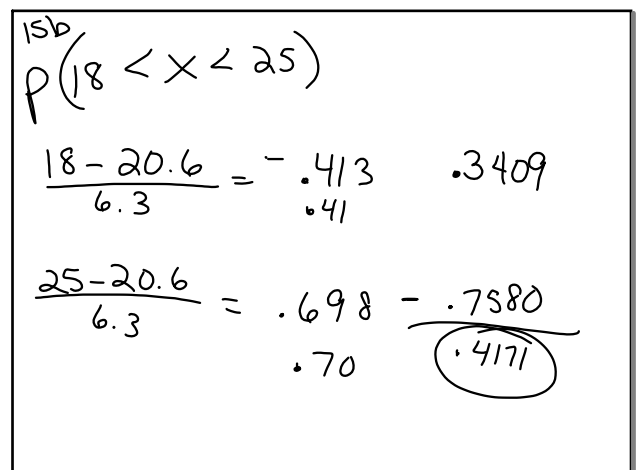 15b
P(18 < x < 25)
18 - 20.6 / 6.3 = -.413 .3409
.41
25 - 20.6 / 6.3 = .698 - .7580
.70 .4171